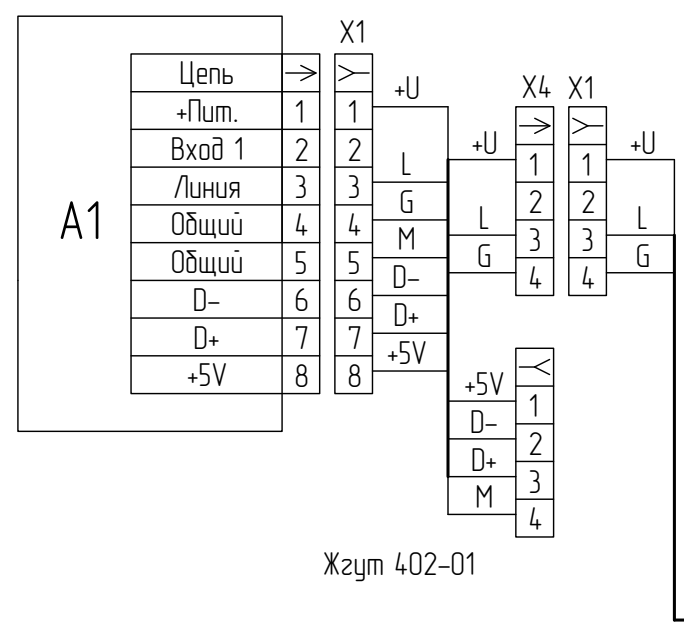 X1
Цепь
+Пит. 1 1 +U
Вход 1 2 2
Линия 3 3 L
Общий 4 4 G
Общий 5 5 M
D– 6 6 D–
D+ 7 7 D+
+5V 8 8 +5V
A1
X4 X1
+U 1 1 +U
2 2
L 3 3 L
G 4 4 G
+5V 1
D– 2
D+ 3
M 4
Жгут 402–01